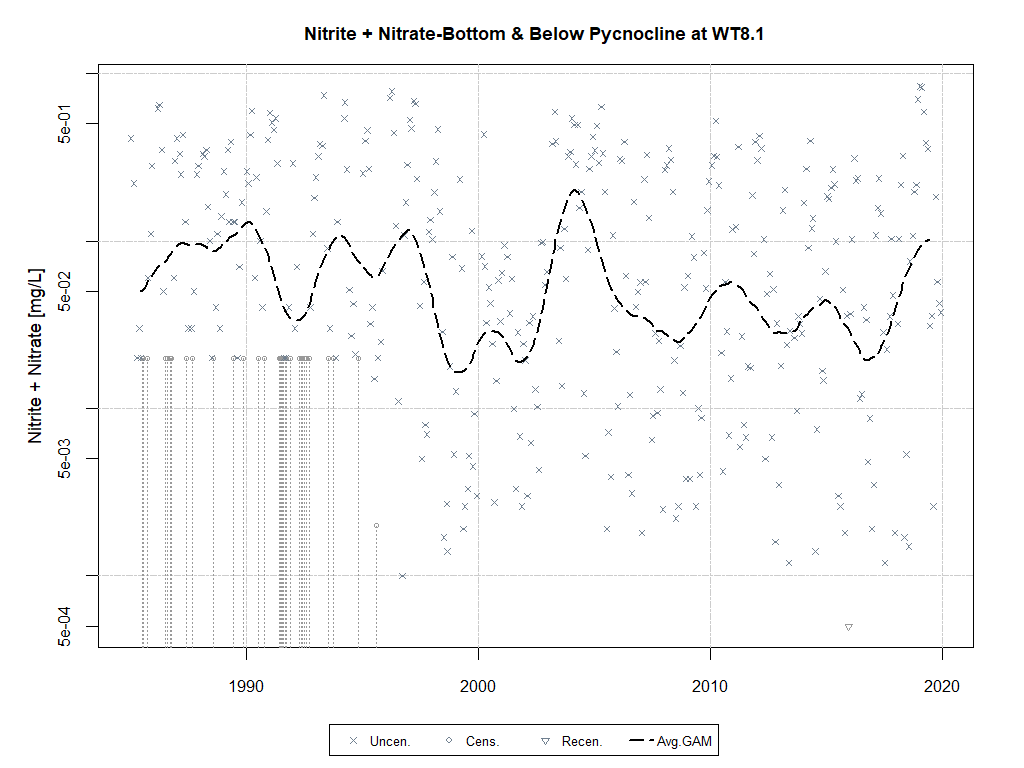 Nitrite + Nitrate-Bottom & Below Pycnocline at WT8.1
Nitrite + Nitrate [mg/L]
5e-01
5e-02
5e-03
5e-04
1990 2000 2010 2020
Uncen. Cens. Recen. Avg.GAM